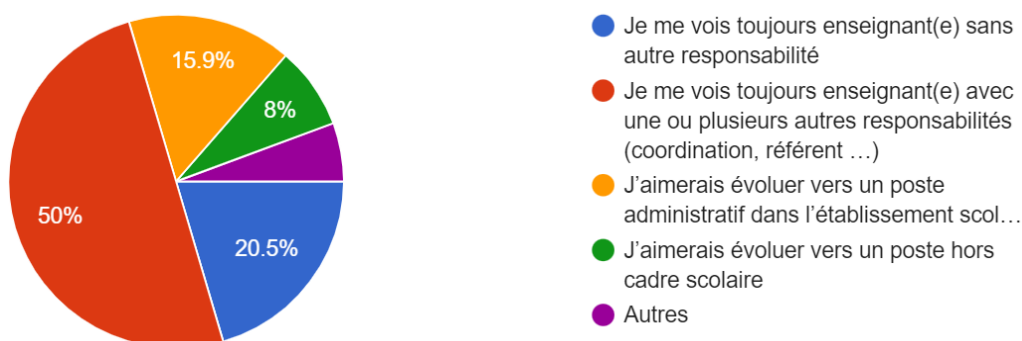 15.9%
8%
50%
20.5%
Je me vois toujours enseignant(e) sans
autre responsabilité
Je me vois toujours enseignant(e) avec
une ou plusieurs autres responsabilités
(coordination, référent …)
J’aimerais évoluer vers un poste
administratif dans l’établissement scol…
J’aimerais évoluer vers un poste hors
cadre scolaire
Autres